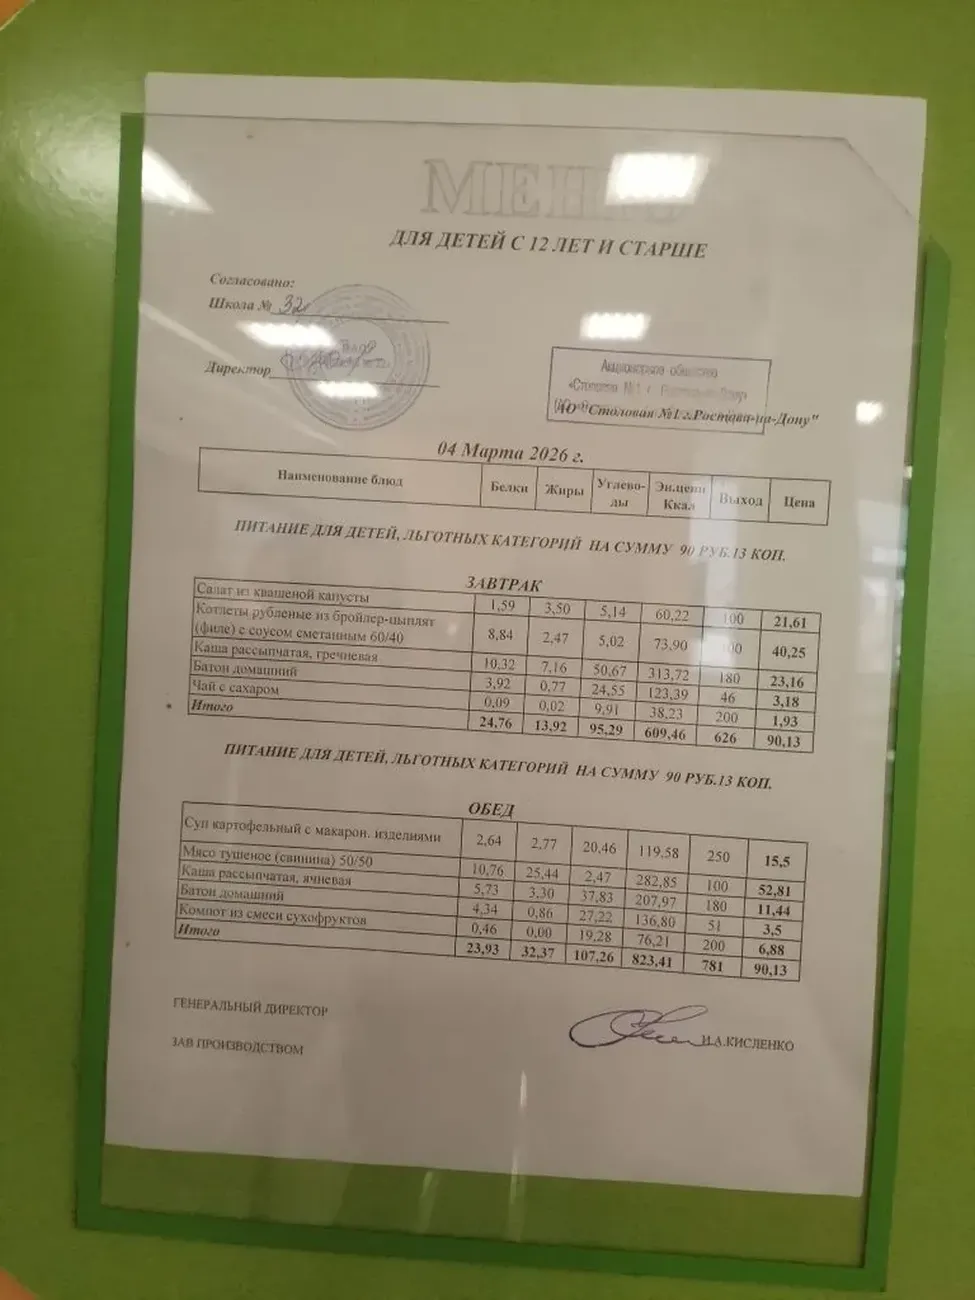 МЕНЮ
ДЛЯ ДЕТЕЙ С 12 ЛЕТ И СТАРШЕ
Согласовано:
Школа № 32
Директор
Акционерное общество
«Столовая №1 г. Ростова-на-Дону»
АО "Столовая №1 г.Ростова-на-Дону"
04 Марта 2026 г.
Наименование блюд Белки Жиры Углево-ды Эн.ценн Ккал Выход Цена
ПИТАНИЕ ДЛЯ ДЕТЕЙ, ЛЬГОТНЫХ КАТЕГОРИЙ НА СУММУ 90 РУБ.13 КОП.
ЗАВТРАК
Салат из квашеной капусты 1,59 3,50 5,14 60,22 100 21,61
Котлеты рубленые из бройлер-цыплят
(филе) с соусом сметанным 60/40 8,84 2,47 5,02 73,90 100 40,25
Каша рассыпчатая, гречневая 10,32 7,16 50,67 313,72 180 23,16
Батон домашний 3,92 0,77 24,55 123,39 46 3,18
Чай с сахаром 0,09 0,02 9,91 38,23 200 1,93
Итого 24,76 13,92 95,29 609,46 626 90,13
ПИТАНИЕ ДЛЯ ДЕТЕЙ, ЛЬГОТНЫХ КАТЕГОРИЙ НА СУММУ 90 РУБ.13 КОП.
ОБЕД
Суп картофельный с макарон. изделиями 2,64 2,77 20,46 119,58 250 15,5
Мясо тушеное (свинина) 50/50 10,76 25,44 2,47 282,85 100 52,81
Каша рассыпчатая, ячневая 5,73 3,30 37,83 207,97 180 11,44
Батон домашний 4,34 0,86 27,22 136,80 51 3,5
Компот из смеси сухофруктов 0,46 0,00 19,28 76,21 200 6,88
Итого 23,93 32,37 107,26 823,41 781 90,13
ГЕНЕРАЛЬНЫЙ ДИРЕКТОР
И.А.КИСЛЕНКО
ЗАВ ПРОИЗВОДСТВОМ